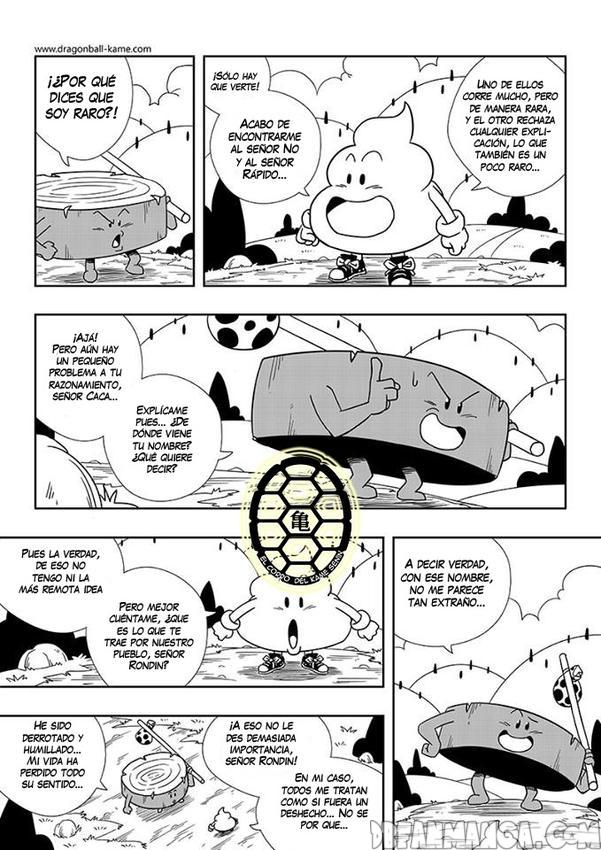 www.dragonball-kame.com
¡¿POR QUÉ
DICES QUE
SOY RARO?!
¡SÓLO HAY
QUE VERTE!
ACABO DE
ENCONTRARME
AL SEÑOR NO
Y AL SEÑOR
RÁPIDO...
UNO DE ELLOS
CORRE MUCHO, PERO
DE MANERA RARA,
Y EL OTRO RECHAZA
CUALQUIER EXPLI-
CACIÓN, LO QUE
TAMBIÉN ES UN
POCO RARO...
¡AJÁ!
PERO AÚN HAY
UN PEQUEÑO
PROBLEMA A TU
RAZONAMIENTO,
SEÑOR CACA...
EXPLÍCAME
PUES... ¿DE
DÓNDE VIENE
TU NOMBRE?
¿QUÉ QUIERE
DECIR?
亀
EL CORRO DEL KAME SENIN
PUES LA VERDAD,
DE ESO NO
TENGO NI LA
MÁS REMOTA IDEA
PERO MEJOR
CUÉNTAME, ¿QUE
ES LO QUE TE
TRAE POR NUESTRO
PUEBLO, SEÑOR
RONDIN?
A DECIR VERDAD,
CON ESE NOMBRE,
NO ME PARECE
TAN EXTRAÑO...
HE SIDO
DERROTADO Y
HUMILLADO...
MI VIDA
HA PERDIDO TODO
SU SENTIDO...
¡A ESO NO LE
DES DEMASIADA
IMPORTANCIA,
SEÑOR RONDIN!
EN MI CASO,
TODOS ME TRATAN
COMO SI FUERA
UN DESHECHO... NO
SE POR QUE...
DREAMMANGA.COM